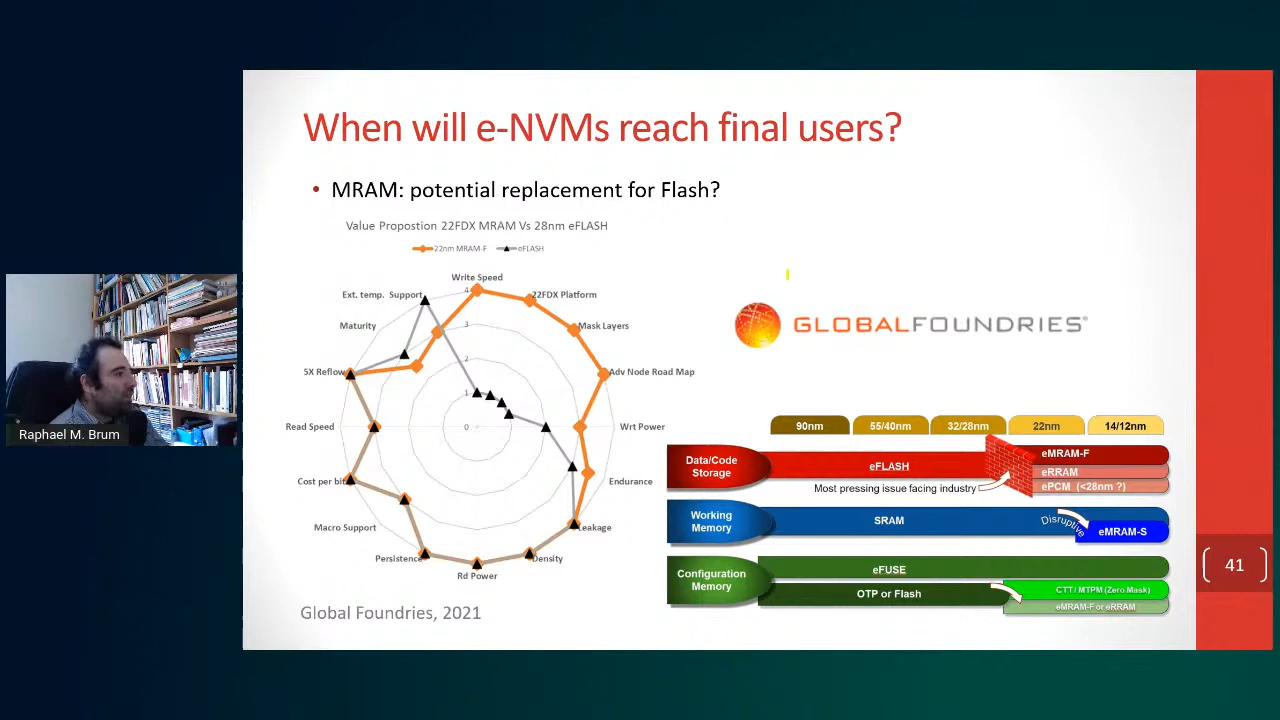 When will e-NVMs reach final users?
• MRAM: potential replacement for Flash?
Value Propostion 22FDX MRAM Vs 28nm eFLASH
22nm MRAM-F
eFLASH
Write Speed
22FDX Platform
Mask Layers
Adv Node Road Map
Wrt Power
Endurance
Leakage
Density
Rd Power
Persistence
Macro Support
Cost per bit
Read Speed
5X Reflow
Maturity
Ext. temp. Support
4
3
2
1
0
GLOBALFOUNDRIES®
90nm
55/40nm
32/28nm
22nm
14/12nm
Data/Code
Storage
eFLASH
Most pressing issue facing industry
eMRAM-F
eRRAM
ePCM (<28nm ?)
Working
Memory
SRAM
Disruptive
eMRAM-S
Configuration
Memory
eFUSE
OTP or Flash
CTT / MTPM (Zero Mask)
eMRAM-F or eRRAM
Global Foundries, 2021
41
Raphael M. Brum